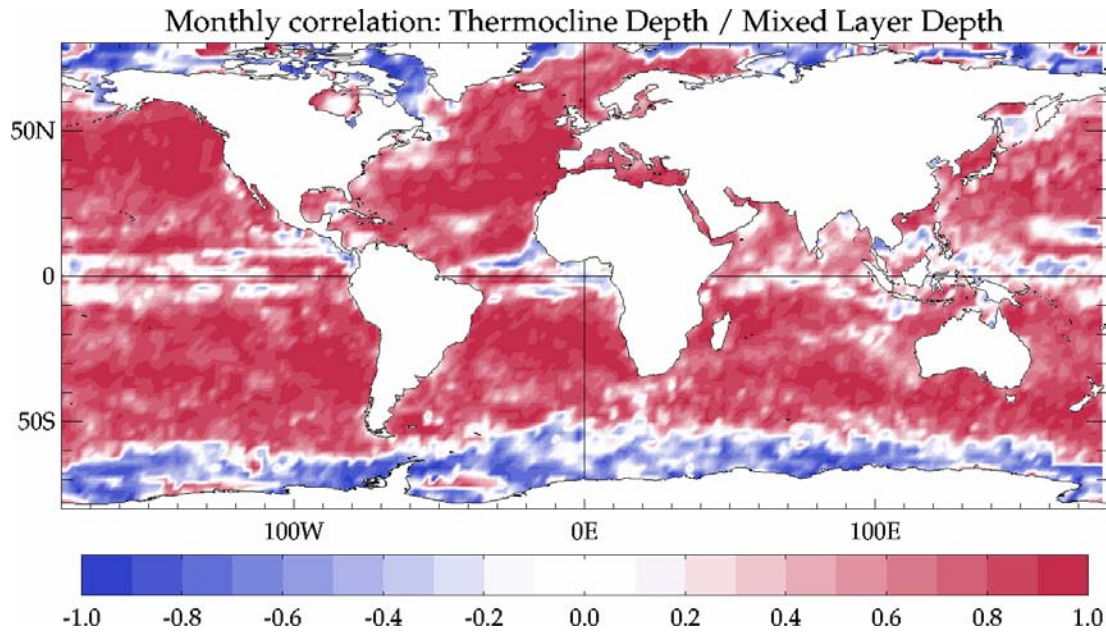 Monthly correlation: Thermocline Depth / Mixed Layer Depth
50N
0
50S
100W 0E 100E
-1.0 -0.8 -0.6 -0.4 -0.2 0.0 0.2 0.4 0.6 0.8 1.0